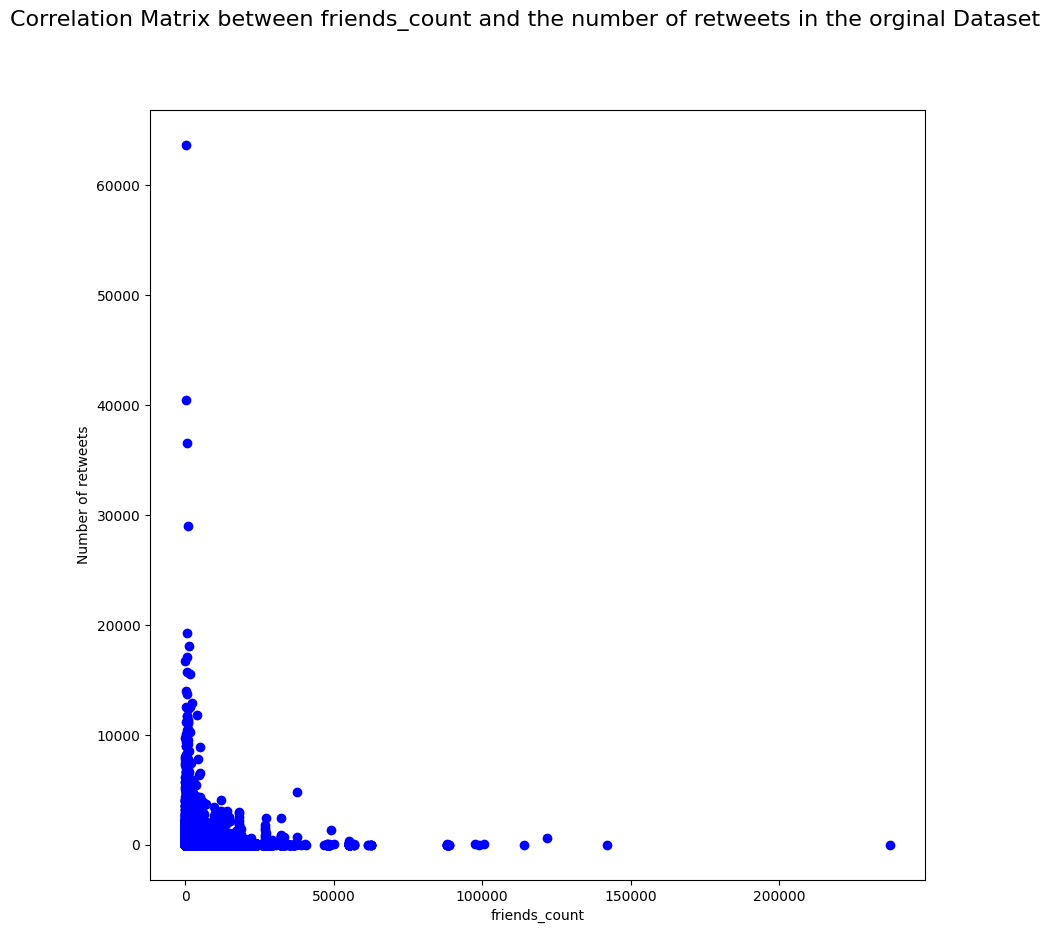 Correlation Matrix between friends_count and the number of retweets in the orginal Dataset
60000
50000
40000
30000
20000
10000
0
Number of retweets
0 50000 100000 150000 200000
friends_count